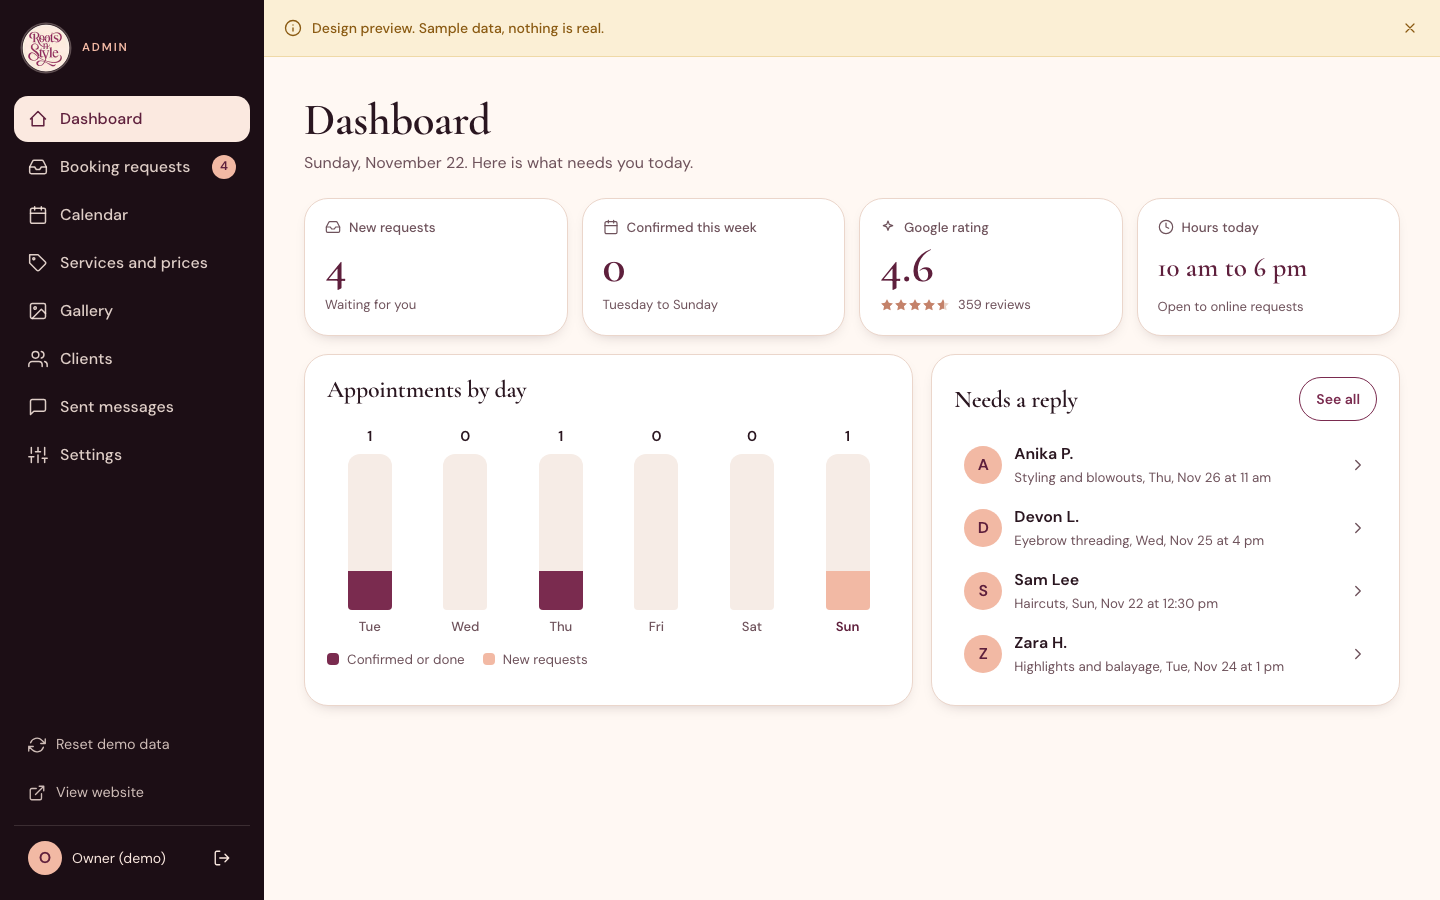 Roots
n
Style
ADMIN
Dashboard
Booking requests 4
Calendar
Services and prices
Gallery
Clients
Sent messages
Settings
Reset demo data
View website
O Owner (demo)
Design preview. Sample data, nothing is real.
Dashboard
Sunday, November 22. Here is what needs you today.
New requests
4
Waiting for you
Confirmed this week
0
Tuesday to Sunday
Google rating
4.6
359 reviews
Hours today
10 am to 6 pm
Open to online requests
Appointments by day
1 0 1 0 0 1
Tue Wed Thu Fri Sat Sun
Confirmed or done New requests
Needs a reply
See all
A Anika P.
Styling and blowouts, Thu, Nov 26 at 11 am
D Devon L.
Eyebrow threading, Wed, Nov 25 at 4 pm
S Sam Lee
Haircuts, Sun, Nov 22 at 12:30 pm
Z Zara H.
Highlights and balayage, Tue, Nov 24 at 1 pm